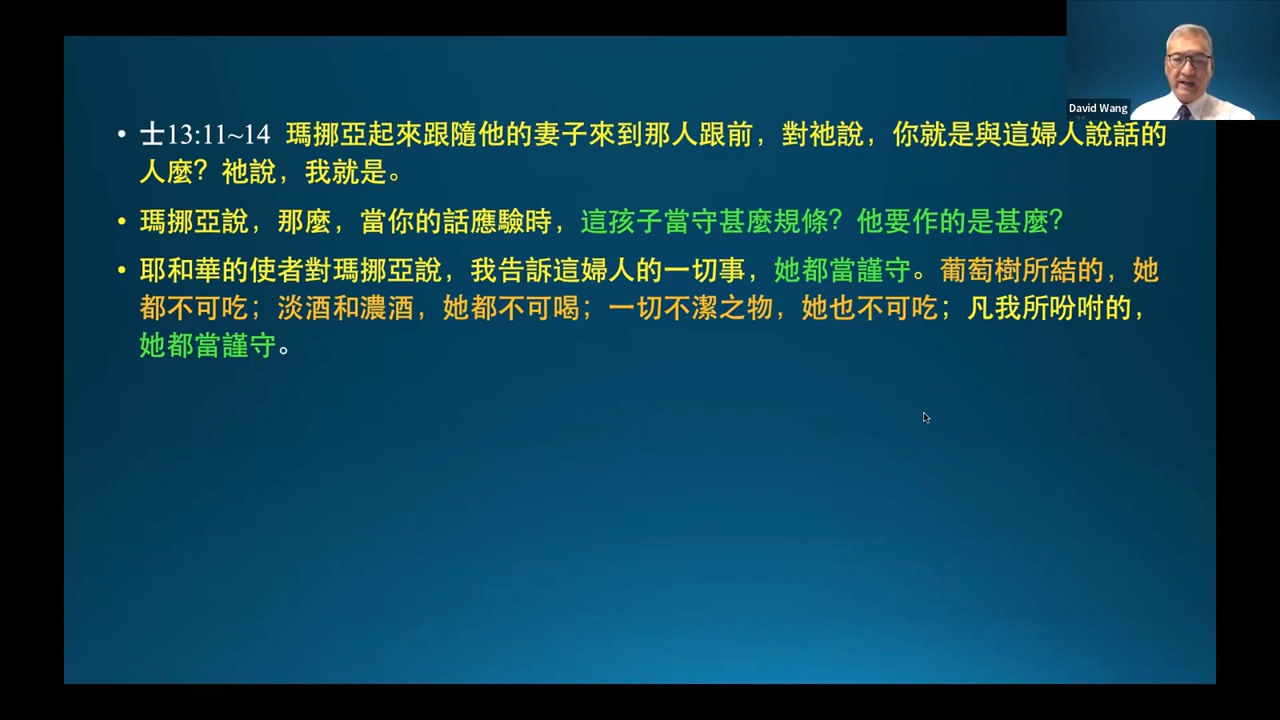 David Wang
• 士13:11~14 瑪挪亞起來跟隨他的妻子來到那人跟前，對祂說，你就是與這婦人說話的
人麼？祂說，我就是。
• 瑪挪亞說，那麼，當你的話應驗時，這孩子當守甚麼規條？他要作的是甚麼？
• 耶和華的使者對瑪挪亞說，我告訴這婦人的一切事，她都當謹守。葡萄樹所結的，她
都不可吃；淡酒和濃酒，她都不可喝；一切不潔之物，她也不可吃；凡我所吩咐的，
她都當謹守。